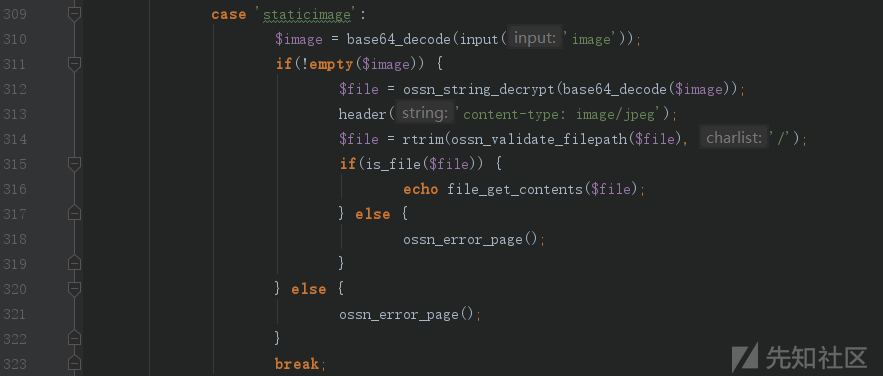 309 case 'staticimage':
310 $image = base64_decode(input( input: 'image'));
311 if(!empty($image)) {
312 $file = ossn_string_decrypt(base64_decode($image));
313 header( string: 'content-type: image/jpeg');
314 $file = rtrim(ossn_validate_filepath($file), charlist: '/');
315 if(is_file($file)) {
316 echo file_get_contents($file);
317 } else {
318 ossn_error_page();
319 }
320 } else {
321 ossn_error_page();
322 }
323 break;
先知社区